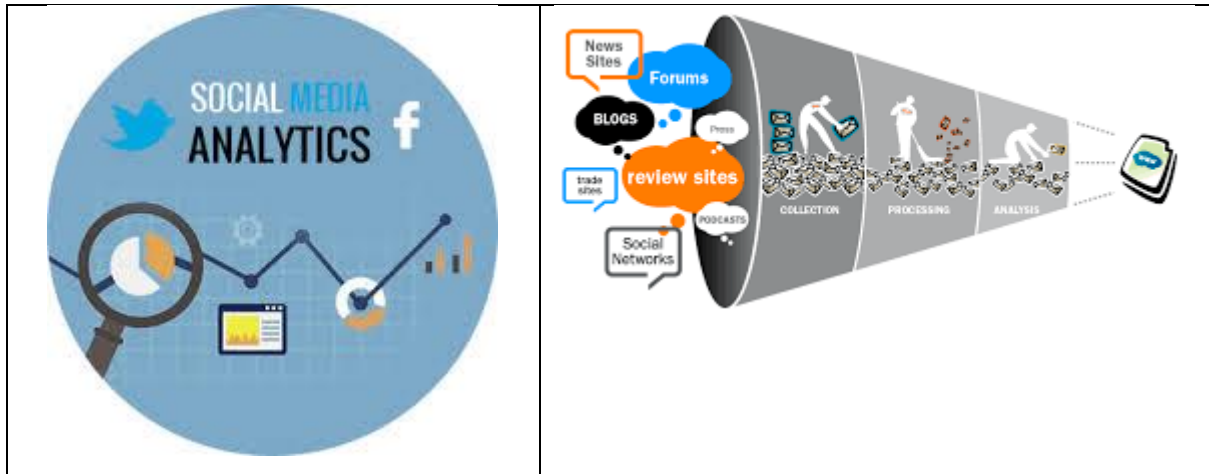 SOCIAL MEDIA
ANALYTICS
f
News
Sites
Forums
BLOGS
Press
trade
sites
review sites
PODCASTS
Social
Networks
COLLECTION
PROCESSING
ANALYSIS